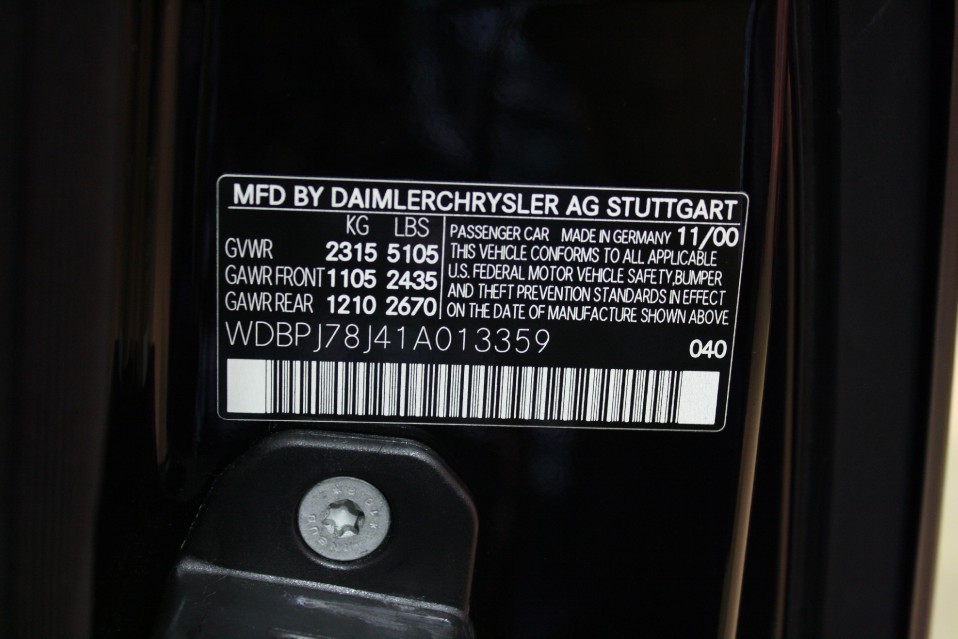 MFD BY DAIMLERCHRYSLER AG STUTTGART
KG LBS
GVWR 2315 5105
GAWR FRONT 1105 2435
GAWR REAR 1210 2670
PASSENGER CAR MADE IN GERMANY 11/00
THIS VEHICLE CONFORMS TO ALL APPLICABLE
U.S. FEDERAL MOTOR VEHICLE SAFETY, BUMPER
AND THEFT PREVENTION STANDARDS IN EFFECT
ON THE DATE OF MANUFACTURE SHOWN ABOVE
WDBPJ78J41A013359
040